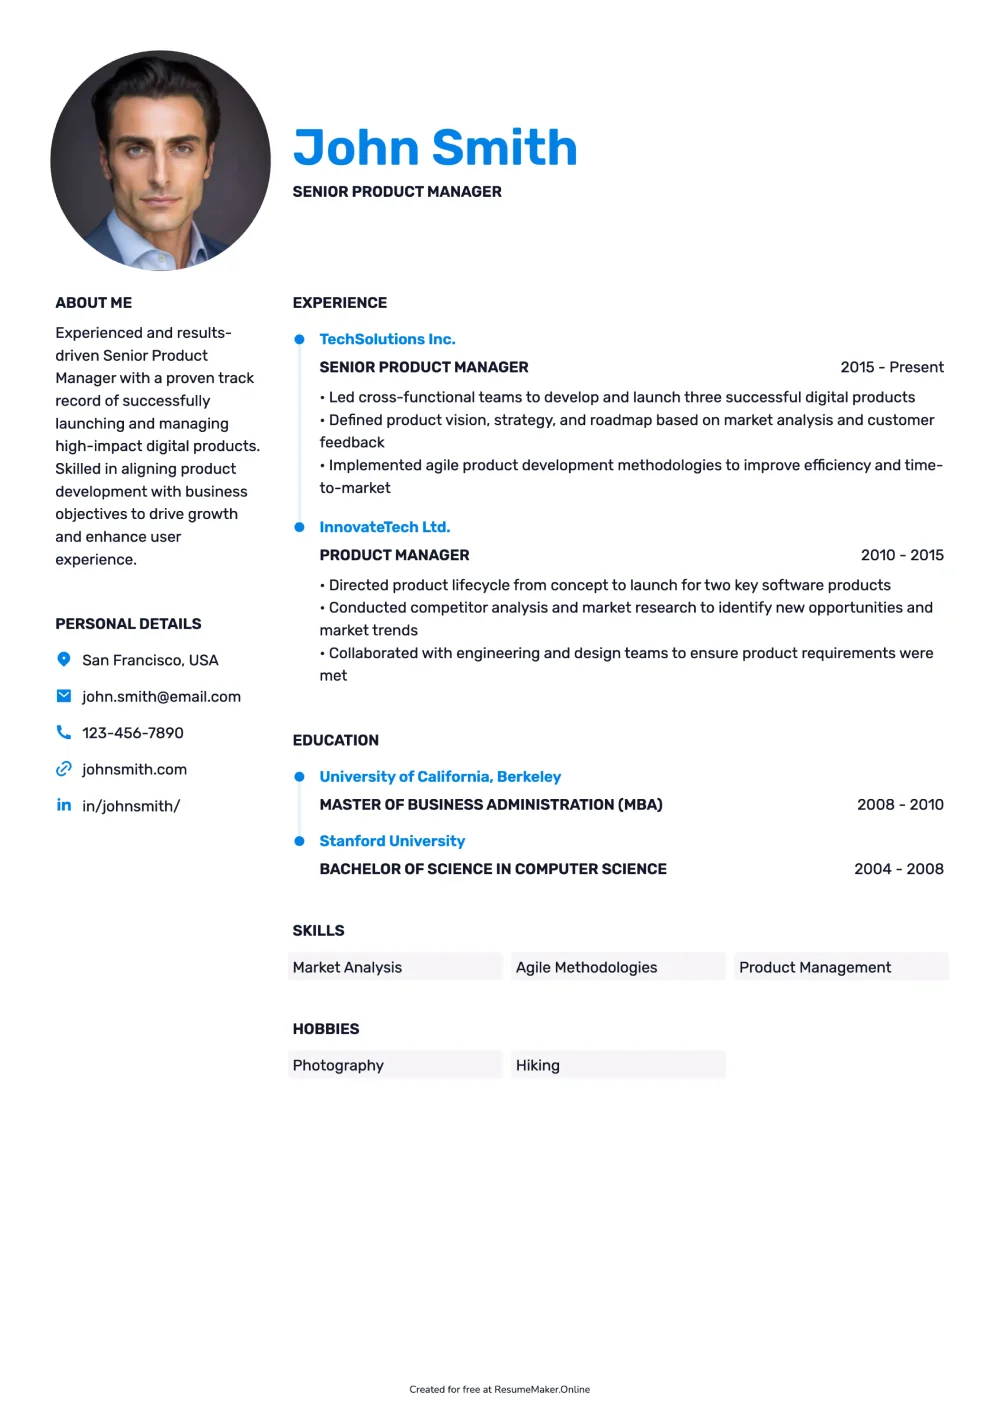 John Smith
SENIOR PRODUCT MANAGER
ABOUT ME
Experienced and results-
driven Senior Product
Manager with a proven track
record of successfully
launching and managing
high-impact digital products.
Skilled in aligning product
development with business
objectives to drive growth
and enhance user
experience.
PERSONAL DETAILS
San Francisco, USA
john.smith@email.com
123-456-7890
johnsmith.com
in in/johnsmith/
EXPERIENCE
TechSolutions Inc.
SENIOR PRODUCT MANAGER 2015 - Present
• Led cross-functional teams to develop and launch three successful digital products
• Defined product vision, strategy, and roadmap based on market analysis and customer
feedback
• Implemented agile product development methodologies to improve efficiency and time-
to-market
InnovateTech Ltd.
PRODUCT MANAGER 2010 - 2015
• Directed product lifecycle from concept to launch for two key software products
• Conducted competitor analysis and market research to identify new opportunities and
market trends
• Collaborated with engineering and design teams to ensure product requirements were
met
EDUCATION
University of California, Berkeley
MASTER OF BUSINESS ADMINISTRATION (MBA) 2008 - 2010
Stanford University
BACHELOR OF SCIENCE IN COMPUTER SCIENCE 2004 - 2008
SKILLS
Market Analysis Agile Methodologies Product Management
HOBBIES
Photography Hiking
Created for free at ResumeMaker.Online